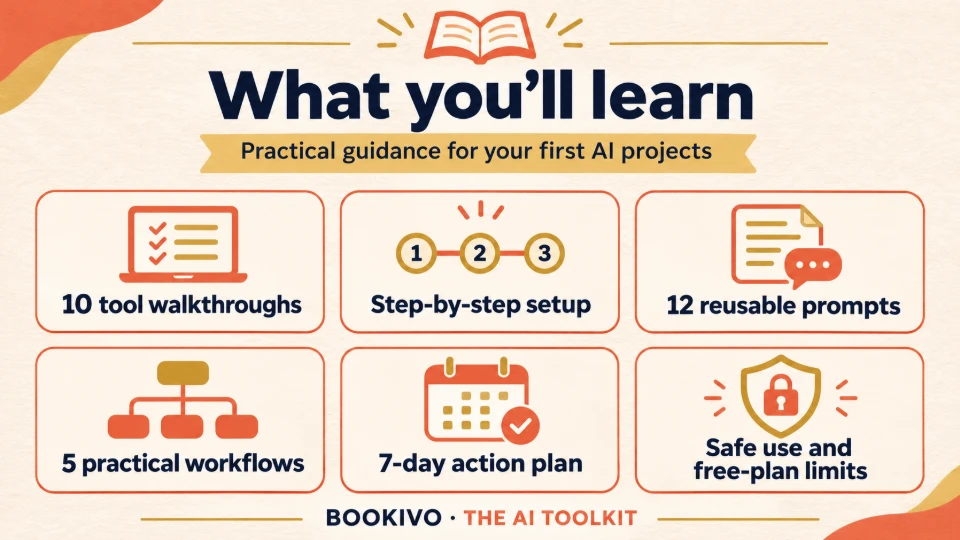 What you’ll learn
Practical guidance for your first AI projects
10 tool walkthroughs
1 2 3
Step-by-step setup
12 reusable prompts
5 practical workflows
7-day action plan
Safe use and
free-plan limits
BOOKIVO · THE AI TOOLKIT